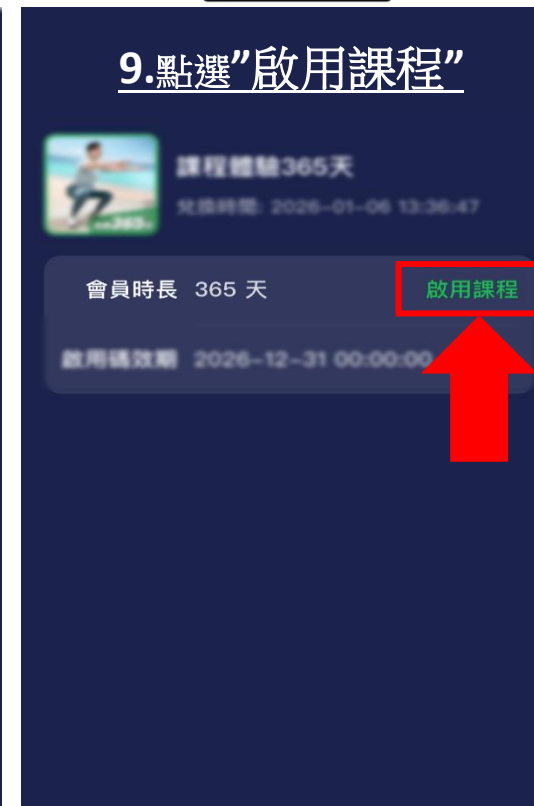 9.點選"啟用課程"
課程體驗365天
兌換時間: 2026-01-06 13:36:47
會員時長 365 天
啟用課程
啟用碼效期 2026-12-31 00:00:00